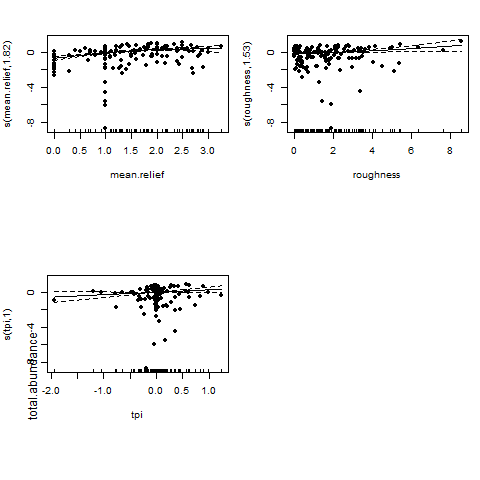 s(mean.relief,1.82)
0
-4
-8
0.0 0.5 1.0 1.5 2.0 2.5 3.0
mean.relief
s(roughness,1.53)
0
-4
-8
0 2 4 6 8
roughness
s(tpi,1)
total.abundance
0
-4
-8
-2.0 -1.0 0.0 0.5 1.0
tpi